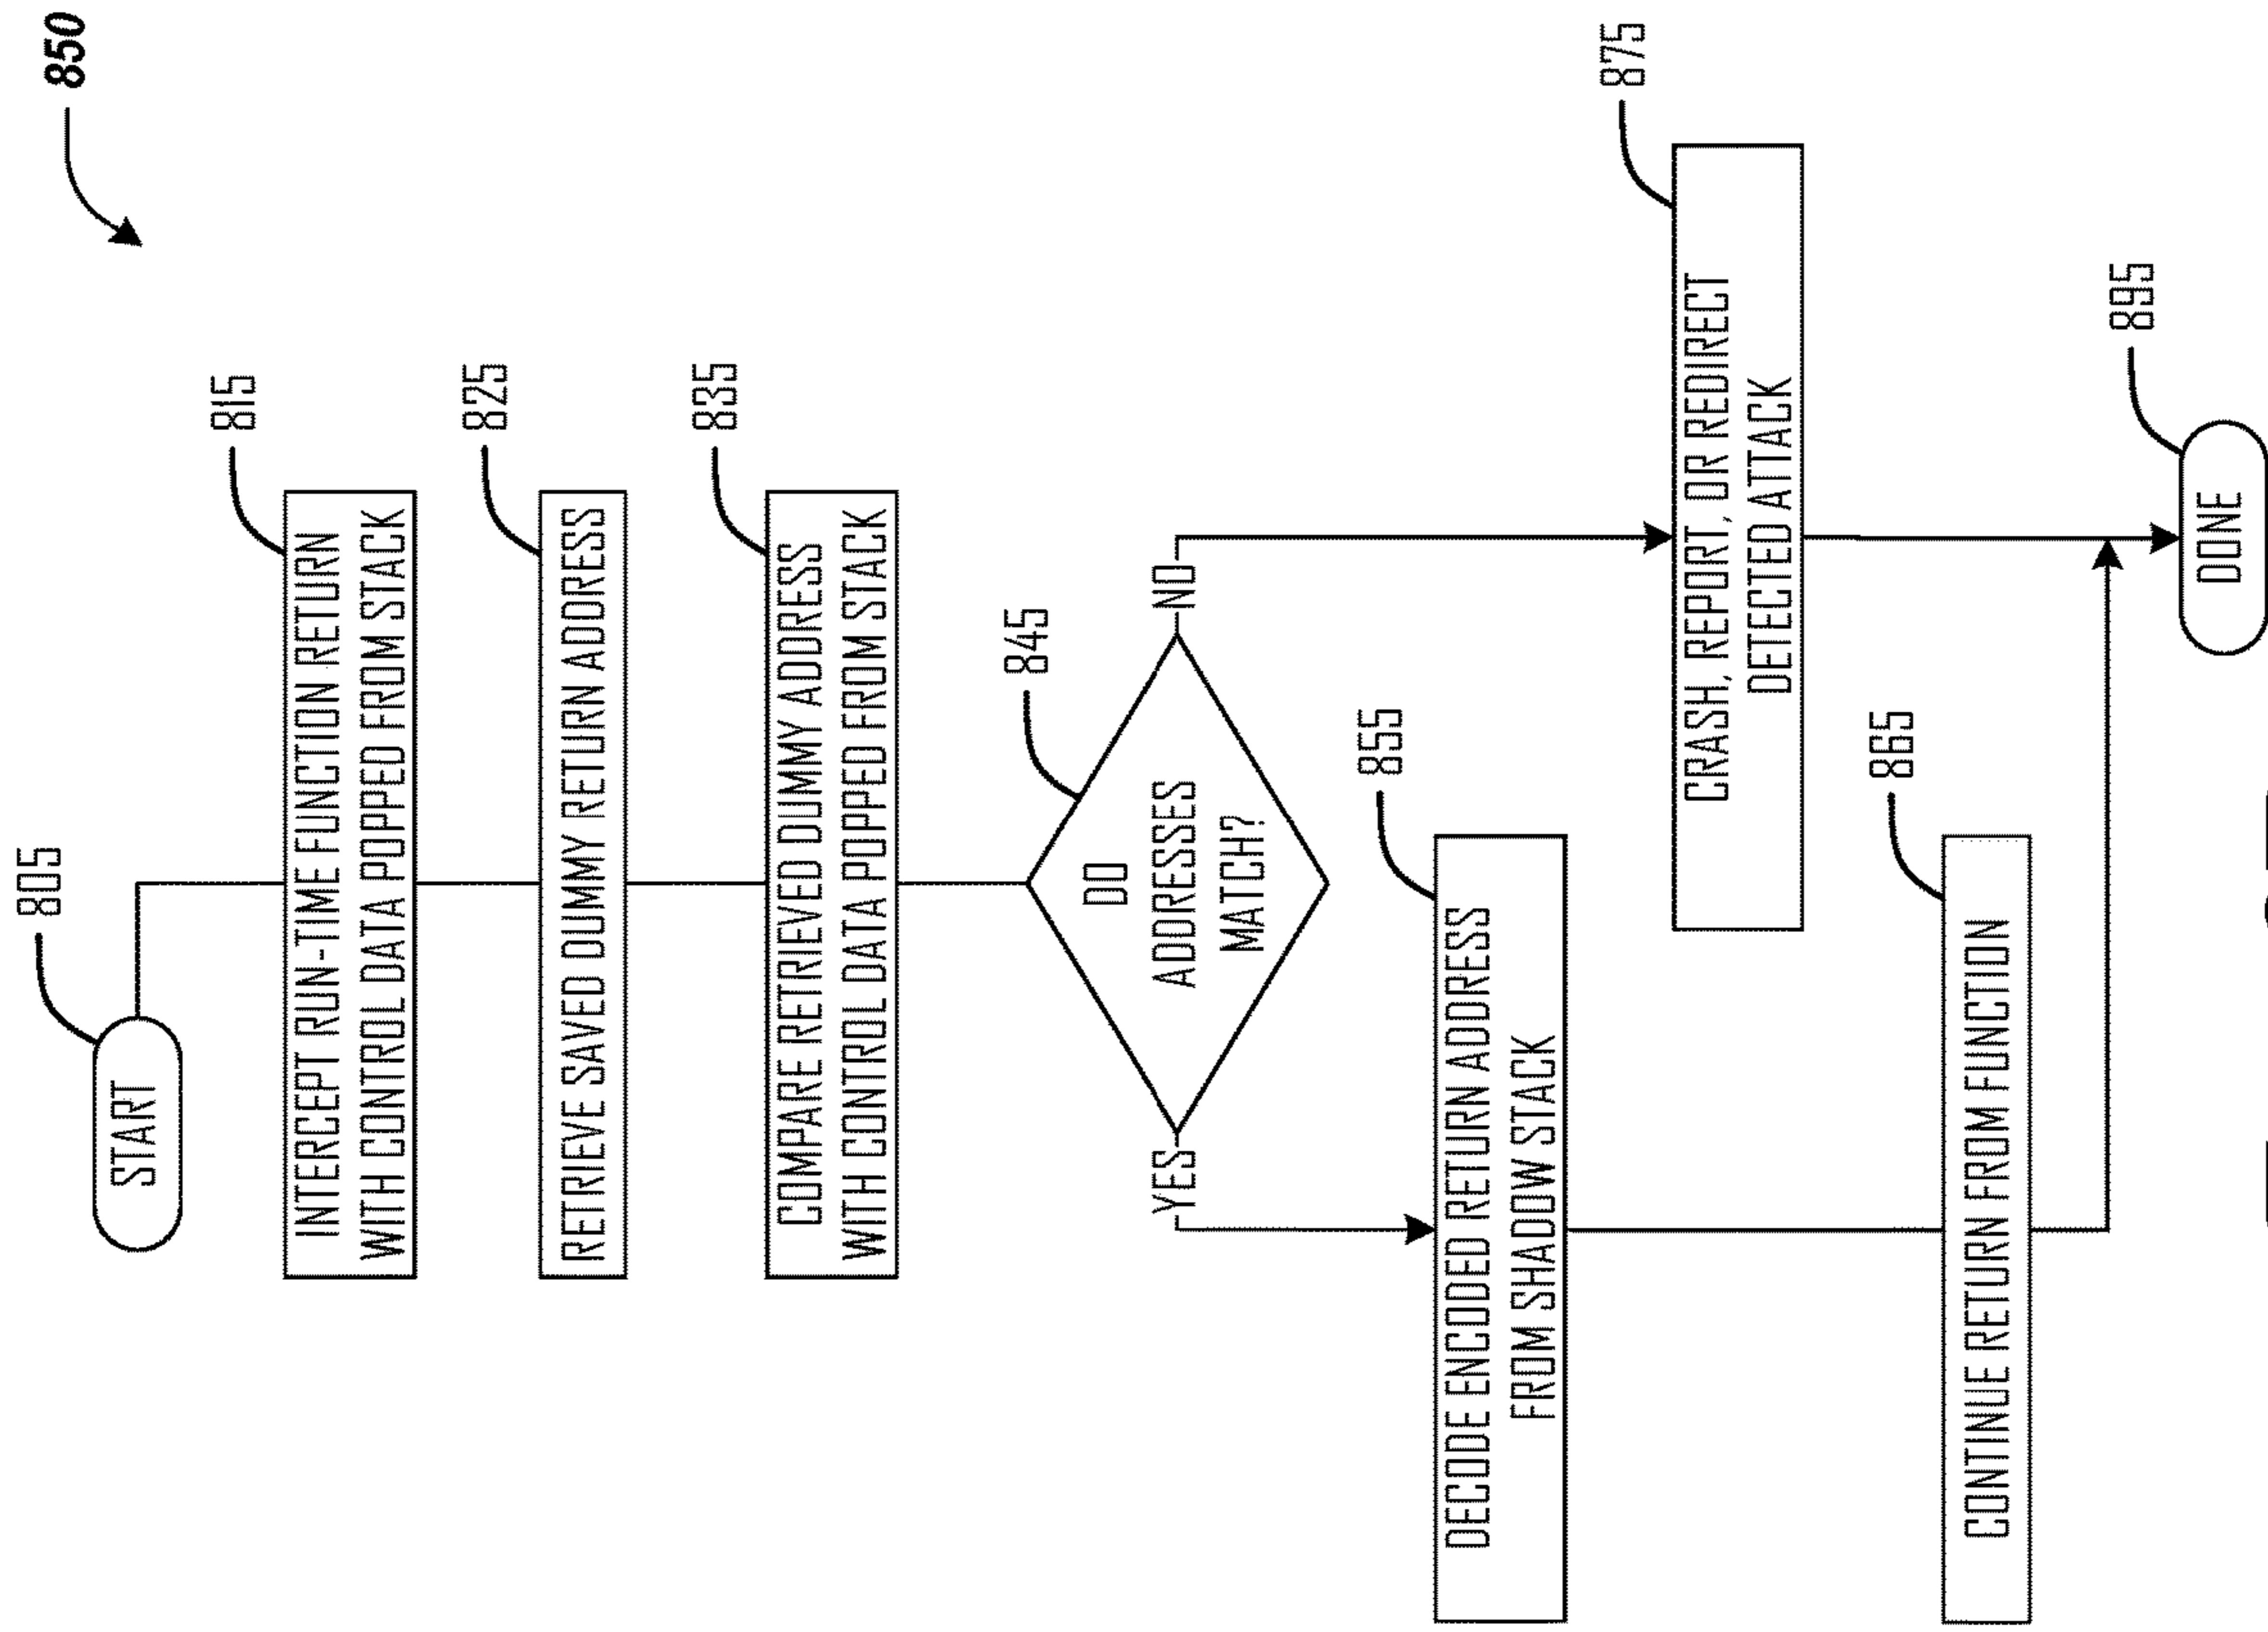 850
805
START
815
INTERCEPT RUN-TIME FUNCTION RETURN
WITH CONTROL DATA POPPED FROM STACK
825
RETRIEVE SAVED DUMMY RETURN ADDRESS
835
COMPARE RETRIEVED DUMMY ADDRESS
WITH CONTROL DATA POPPED FROM STACK
845
DO
ADDRESSES
MATCH?
YES
NO
855
DECODE ENCODED RETURN ADDRESS
FROM SHADOW STACK
875
CRASH, REPORT, OR REDIRECT
DETECTED ATTACK
865
CONTINUE RETURN FROM FUNCTION
895
DONE